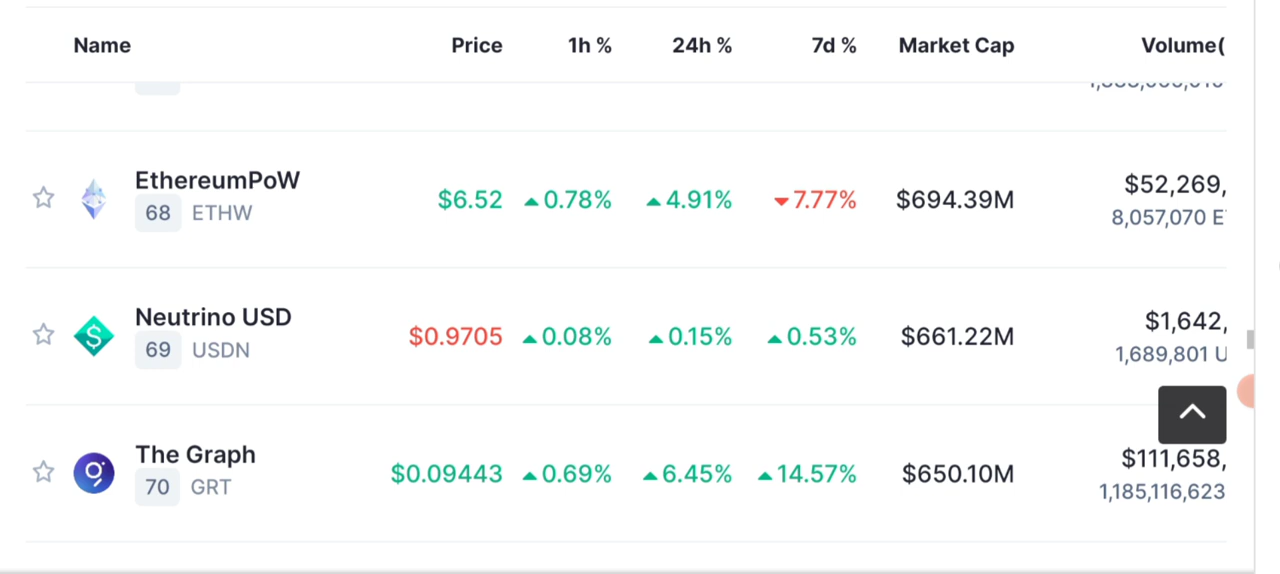 Name Price 1h % 24h % 7d % Market Cap Volume(
EthereumPoW
68 ETHW $6.52 0.78% 4.91% 7.77% $694.39M $52,269,
8,057,070 E
Neutrino USD
69 USDN $0.9705 0.08% 0.15% 0.53% $661.22M $1,642,
1,689,801 U
The Graph
70 GRT $0.09443 0.69% 6.45% 14.57% $650.10M $111,658,
1,185,116,623